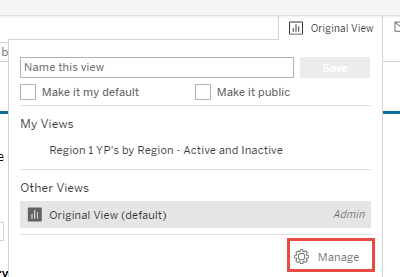 Original View
Name this view
Save
Make it my default
Make it public
My Views
Region 1 YP's by Region - Active and Inactive
Other Views
Original View (default)
Admin
Manage